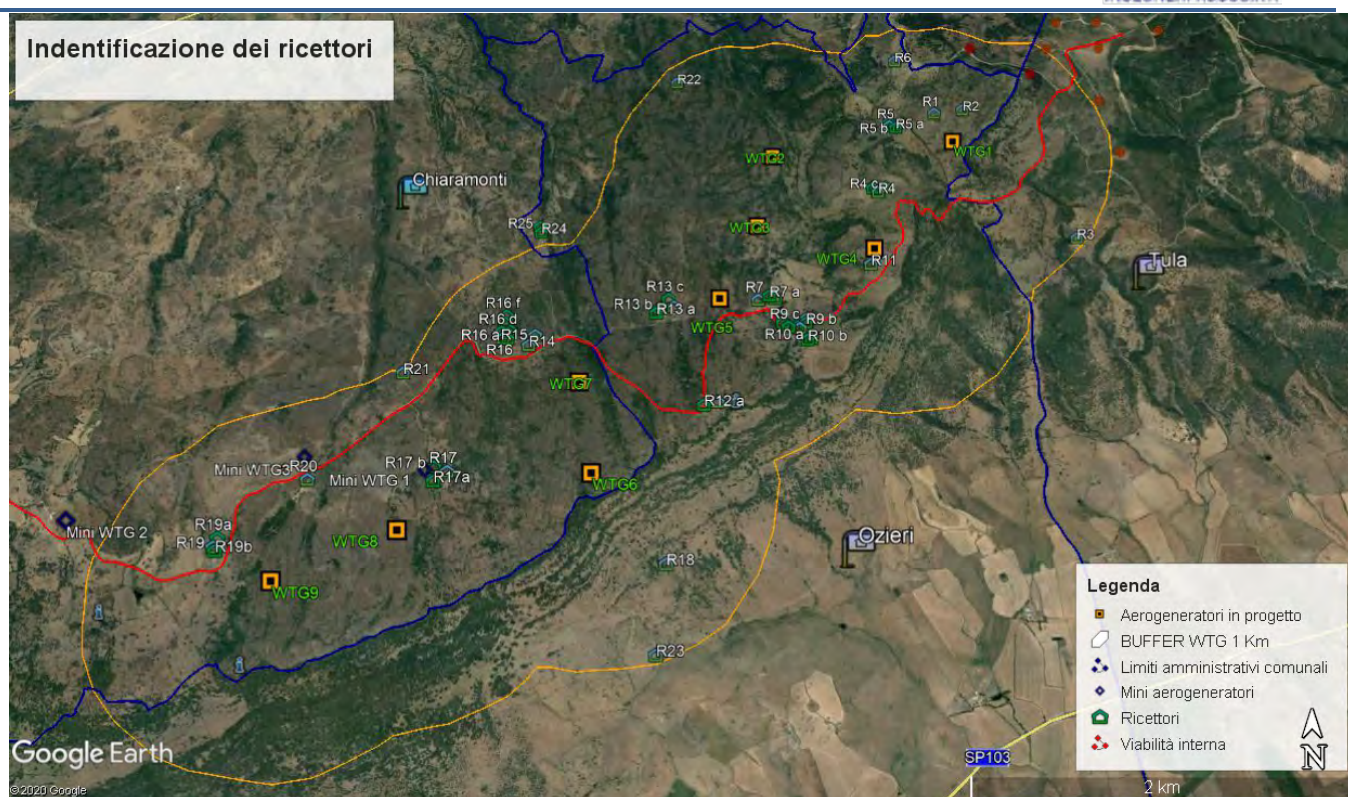 Indentificazione dei ricettori
R6
R22
R1
R2
R5
R5 a
R5 b
WTG1
WTG2
Chiaramonti
R4 c
R4
R25
R24
WTG3
R3
WTG4
R11
Tula
R13 c
R7
R7 a
R16 f
R13 b
R13 a
R16 d
R9 c
R9 b
WTG5
R16 a
R15
R10 a
R10 b
R16
R14
R21
WTG7
R12 a
R17 b
R17
Mini WTG3
R20
Mini WTG 1
R17a
WTG6
R19a
Mini WTG 2
R19
R19b
WTG8
Ozieri
R18
WTG9
R23
Legenda
Aerogeneratori in progetto
BUFFER WTG 1 Km
Limiti amministrativi comunali
Mini aerogeneratori
Ricettori
Viabilità interna
N
Google Earth
SP103
2 km
©2020 Google